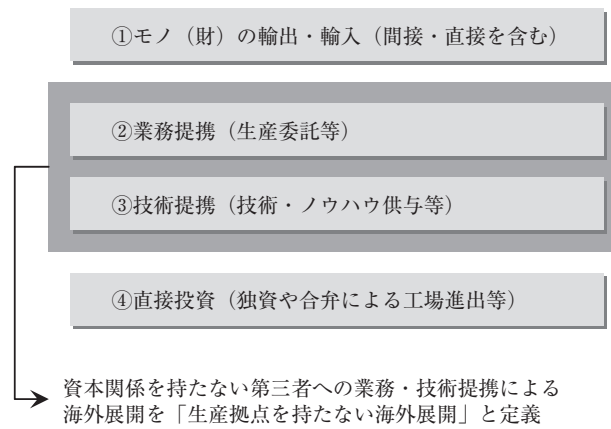 ①モノ（財）の輸出・輸入（間接・直接を含む）
②業務提携（生産委託等）
③技術提携（技術・ノウハウ供与等）
④直接投資（独資や合弁による工場進出等）
資本関係を持たない第三者への業務・技術提携による
海外展開を「生産拠点を持たない海外展開」と定義